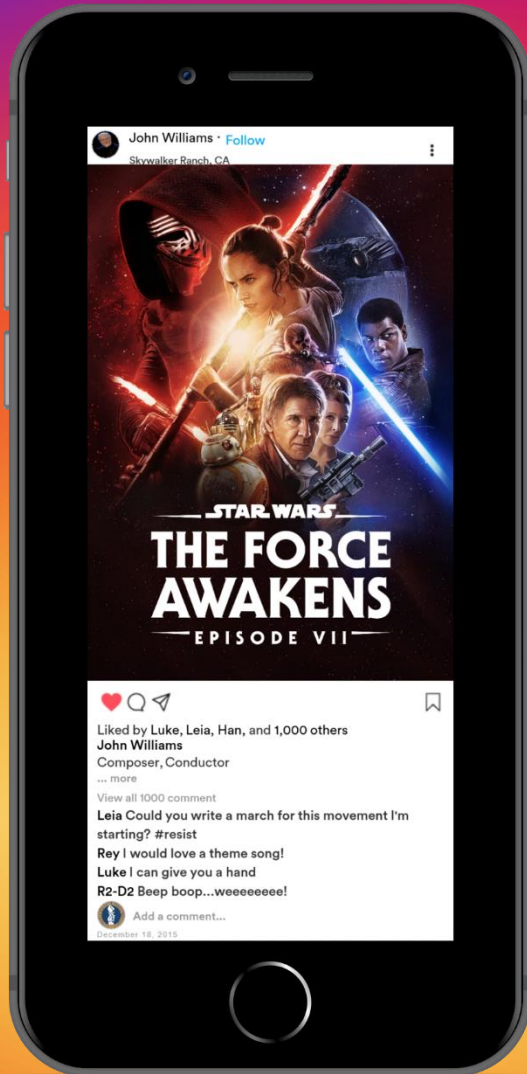 John Williams · Follow
Skywalker Ranch, CA
STAR WARS
THE FORCE
AWAKENS
EPISODE VII
Liked by Luke, Leia, Han, and 1,000 others
John Williams
Composer, Conductor
... more
View all 1000 comment
Leia Could you write a march for this movement I'm
starting? #resist
Rey I would love a theme song!
Luke I can give you a hand
R2-D2 Beep boop...weeeeeeee!
Add a comment...
December 18, 2015